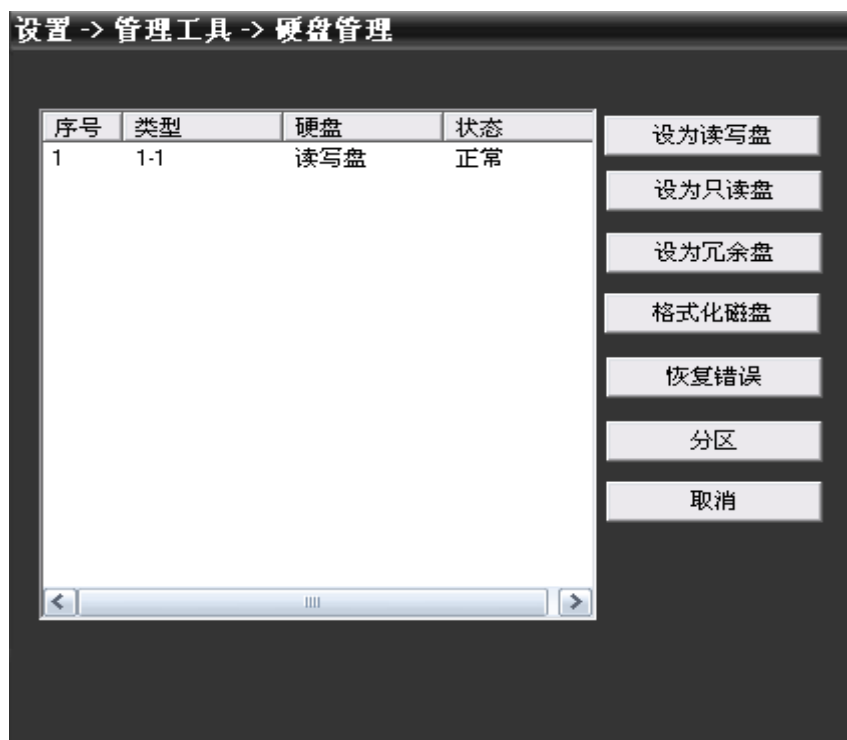 设置 -> 管理工具 -> 硬盘管理
序号 类型 硬盘 状态
1 1-1 读写盘 正常
设为读写盘
设为只读盘
设为冗余盘
格式化磁盘
恢复错误
分区
取消